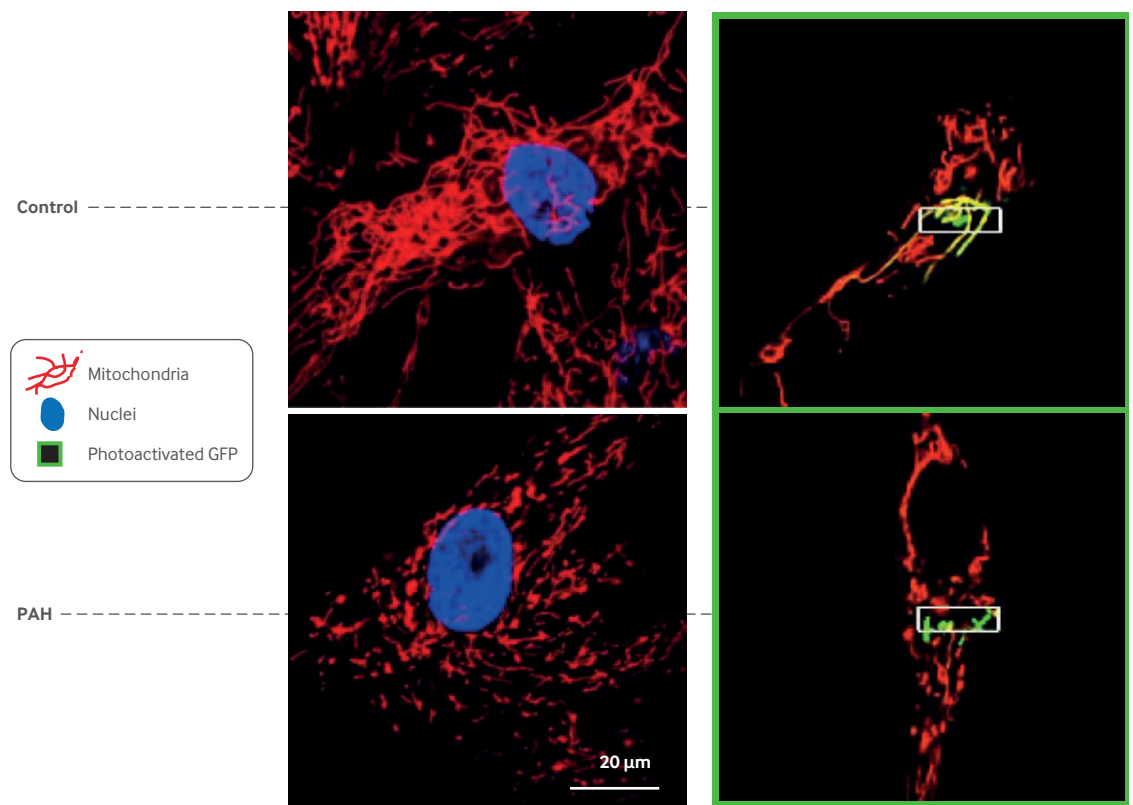 Control
Mitochondria
Nuclei
Photoactivated GFP
PAH
20 µm